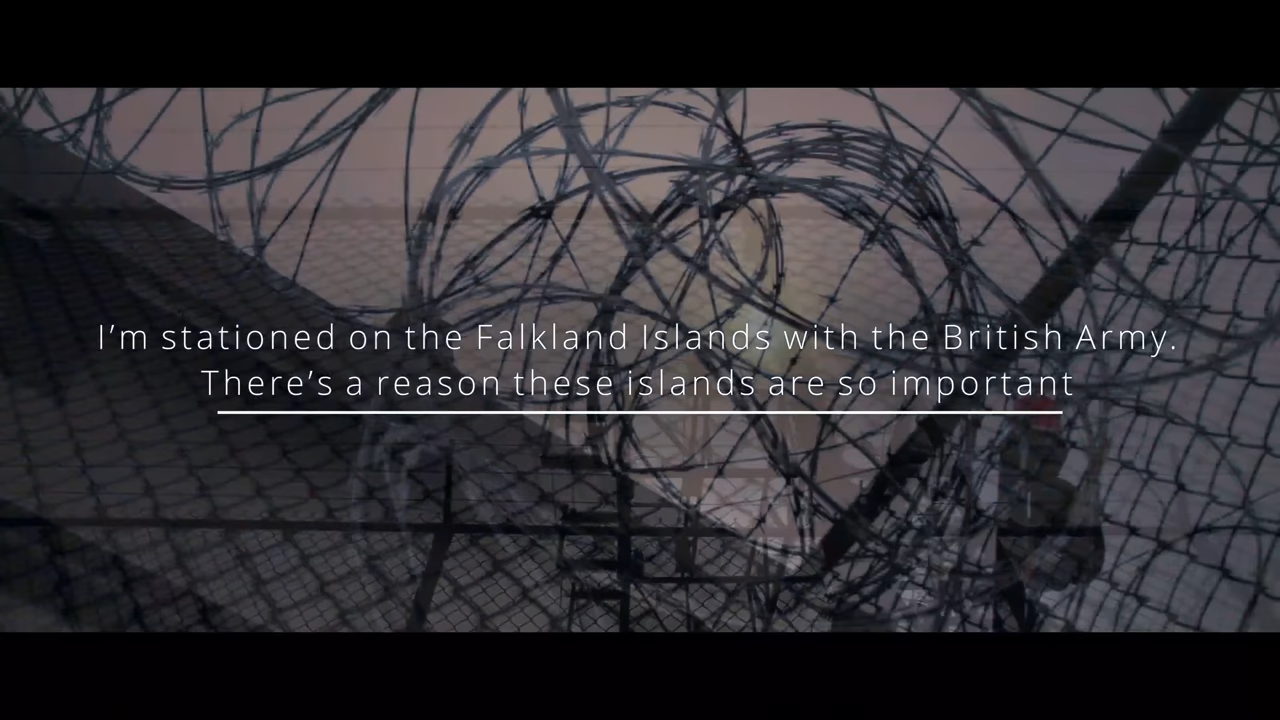 I’m stationed on the Falkland Islands with the British Army.
There’s a reason these islands are so important